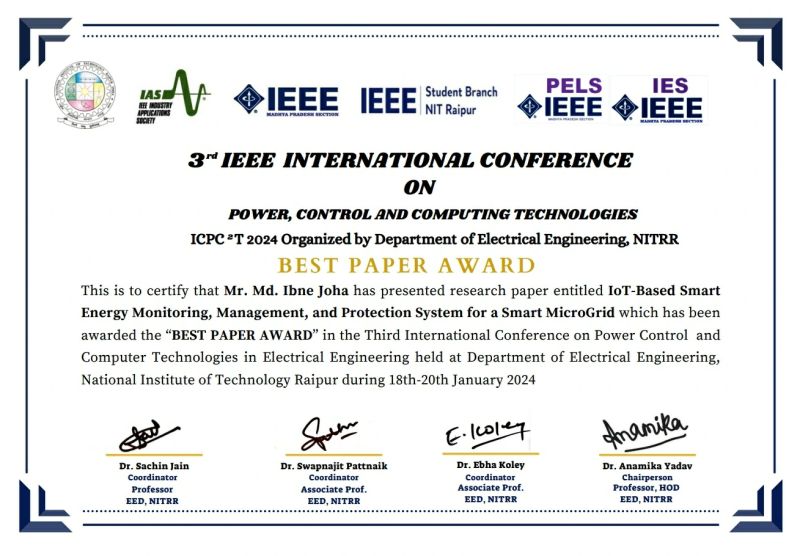 IAS
IEEE INDUSTRY
APPLICATIONS
SOCIETY
IEEE
MADHYA PRADESH SECTION
IEEE
Student Branch
NIT Raipur
PELS
IEEE
MADHYA PRADESH SECTION
IES
IEEE
MADHYA PRADESH SECTION
3rd IEEE INTERNATIONAL CONFERENCE
ON
POWER, CONTROL AND COMPUTING TECHNOLOGIES
ICPC ²T 2024 Organized by Department of Electrical Engineering, NITRR
BEST PAPER AWARD
This is to certify that Mr. Md. Ibne Joha has presented research paper entitled IoT-Based Smart
Energy Monitoring, Management, and Protection System for a Smart MicroGrid which has been
awarded the “BEST PAPER AWARD” in the Third International Conference on Power Control and
Computer Technologies in Electrical Engineering held at Department of Electrical Engineering,
National Institute of Technology Raipur during 18th-20th January 2024
E. Koley
Anamika
Dr. Sachin Jain
Coordinator
Professor
EED, NITRR
Dr. Swapnajit Pattnaik
Coordinator
Associate Prof.
EED, NITRR
Dr. Ebha Koley
Coordinator
Associate Prof.
EED, NITRR
Dr. Anamika Yadav
Chairperson
Professor, HOD
EED, NITRR